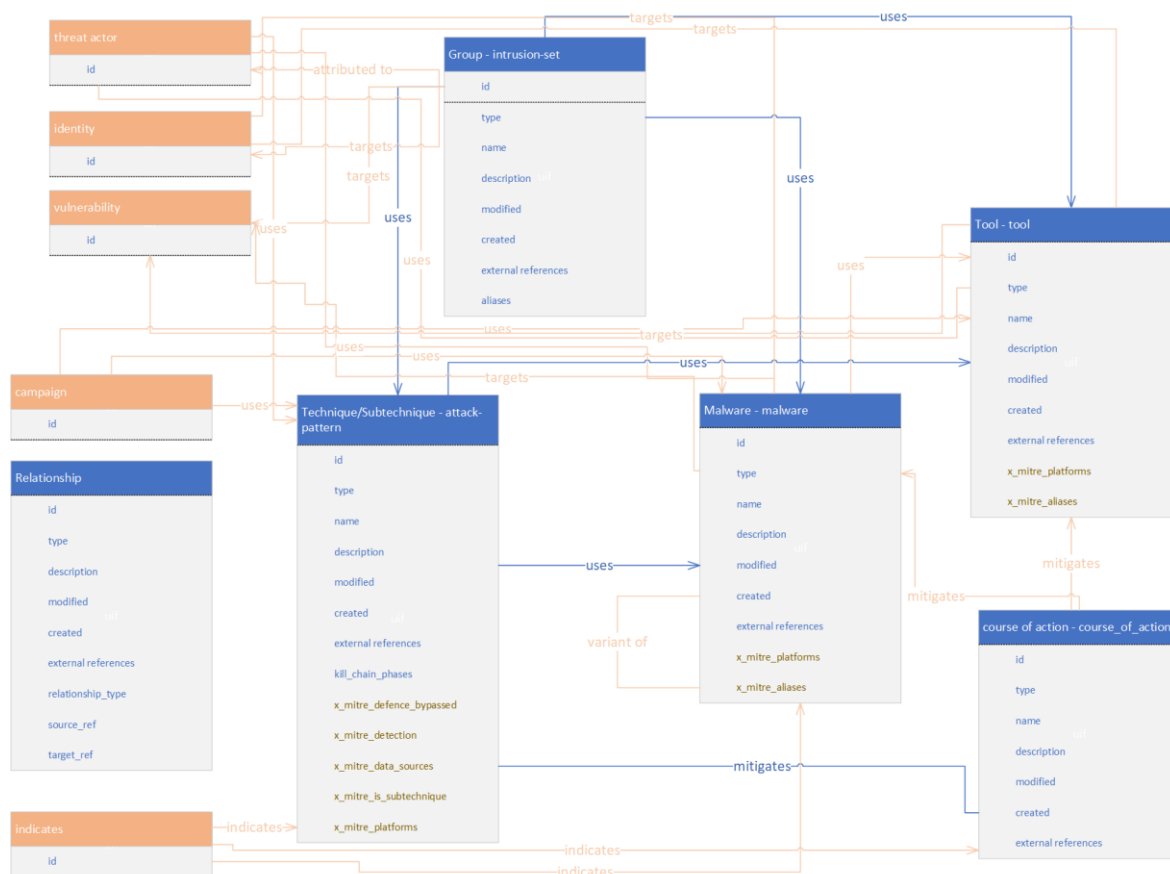 threat actor
id
identity
id
vulnerability
id
campaign
id
Relationship
id
type
description
modified
created
external references
relationship_type
source_ref
target_ref
indicates
id
Group - intrusion-set
id
type
name
description
modified
created
external references
aliases
Technique/Subtechnique - attack-
pattern
id
type
name
description
modified
created
external references
kill_chain_phases
x_mitre_defence_bypassed
x_mitre_detection
x_mitre_data_sources
x_mitre_is_subtechnique
x_mitre_platforms
Malware - malware
id
type
name
description
modified
created
external references
x_mitre_platforms
x_mitre_aliases
Tool - tool
id
type
name
description
modified
created
external references
x_mitre_platforms
x_mitre_aliases
course of action - course_of_action
id
type
name
description
modified
created
external references
targets
uses
targets
attributed to
targets
targets
uses
uses
uses
uses
uses
uses
targets
uses
uses
uses
targets
uses
uses
variant of
mitigates
mitigates
mitigates
indicates
indicates
indicates